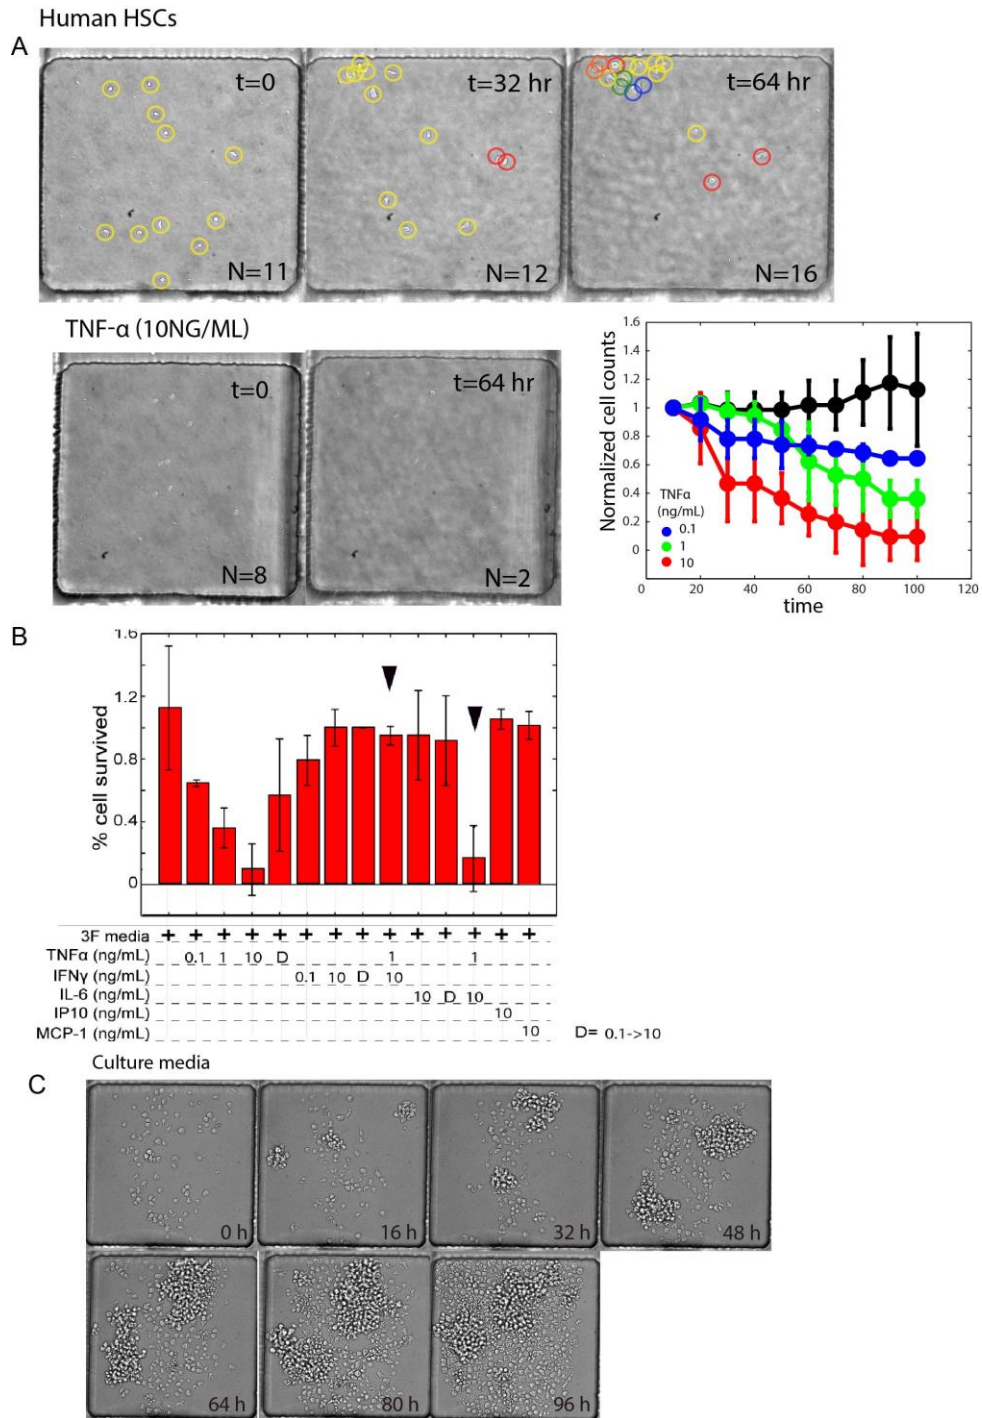 Human HSCs
A
t=0
t=32 hr
t=64 hr
N=11
N=12
N=16
TNF-α (10NG/ML)
t=0
t=64 hr
N=8
N=2
Normalized cell counts
1.6
1.4
1.2
1
0.8
0.6
0.4
0.2
0
TNFα
(ng/mL)
0.1
1
10
0 20 40 60 80 100 120
time
B
% cell survived
1.6
1.2
0.8
0.4
0
3F media + + + + + + + + + + + + + +
TNFα (ng/mL) 0.1 1 10 D 1 1
IFNγ (ng/mL) 0.1 10 D 10
IL-6 (ng/mL) 10 D 10
IP10 (ng/mL) 10
MCP-1 (ng/mL) 10
D= 0.1->10
Culture media
C
0 h
16 h
32 h
48 h
64 h
80 h
96 h